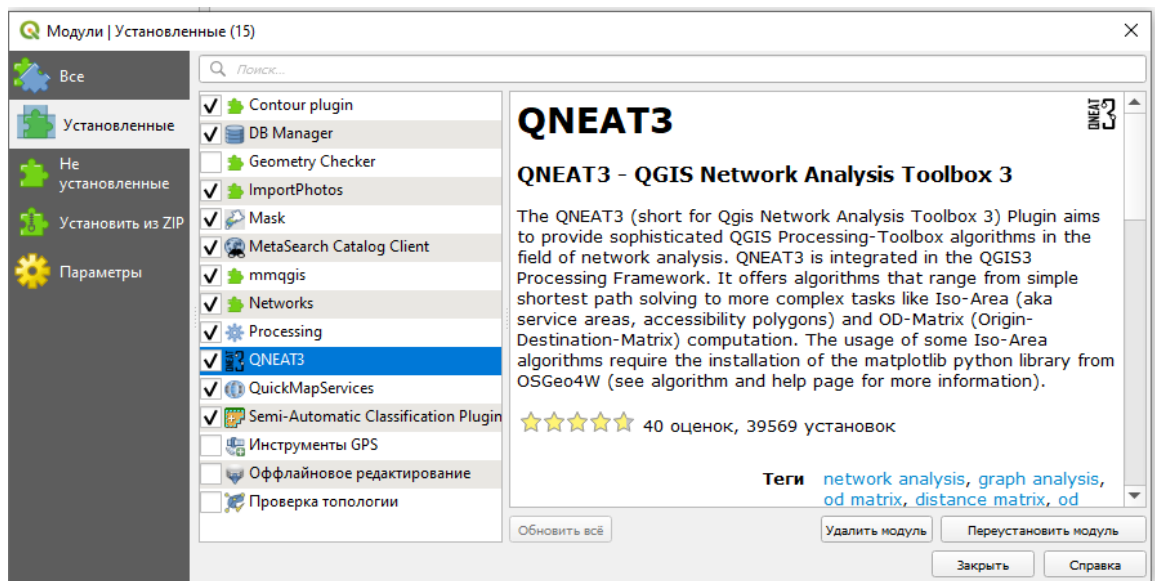 Модули | Установленные (15)
Все
Установленные
Не
установленные
Установить из ZIP
Параметры
Поиск...
Contour plugin
DB Manager
Geometry Checker
ImportPhotos
Mask
MetaSearch Catalog Client
mmqgis
Networks
Processing
QNEAT3
QuickMapServices
Semi-Automatic Classification Plugin
Инструменты GPS
Оффлайновое редактирование
Проверка топологии
QNEAT3
QNEAT3
QNEAT3 - QGIS Network Analysis Toolbox 3
The QNEAT3 (short for Qgis Network Analysis Toolbox 3) Plugin aims
to provide sophisticated QGIS Processing-Toolbox algorithms in the
field of network analysis. QNEAT3 is integrated in the QGIS3
Processing Framework. It offers algorithms that range from simple
shortest path solving to more complex tasks like Iso-Area (aka
service areas, accessibility polygons) and OD-Matrix (Origin-
Destination-Matrix) computation. The usage of some Iso-Area
algorithms require the installation of the matplotlib python library from
OSGeo4W (see algorithm and help page for more information).
40 оценок, 39569 установок
Теги network analysis, graph analysis,
od matrix, distance matrix, od
Обновить всё
Удалить модуль
Переустановить модуль
Закрыть
Справка